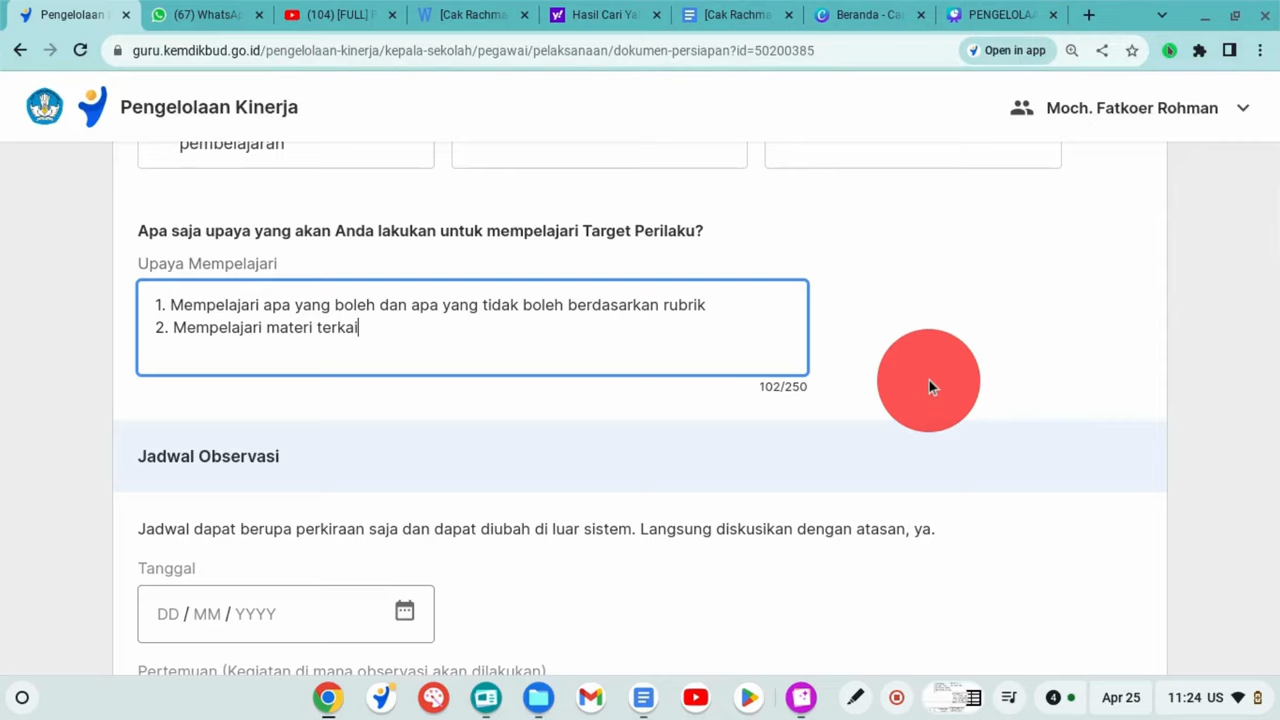 Pengelolaan Kinerja
(67) WhatsAp
(104) [FULL]
[Cak Rachma
Hasil Cari Ya
[Cak Rachma
Beranda - Ca
PENGELOLAA
guru.kemdikbud.go.id/pengelolaan-kinerja/kepala-sekolah/pegawai/pelaksanaan/dokumen-persiapan?id=50200385
Open in app
Pengelolaan Kinerja
Moch. Fatkoer Rohman
pembelajaran
Apa saja upaya yang akan Anda lakukan untuk mempelajari Target Perilaku?
Upaya Mempelajari
1. Mempelajari apa yang boleh dan apa yang tidak boleh berdasarkan rubrik
2. Mempelajari materi terkai
102/250
Jadwal Observasi
Jadwal dapat berupa perkiraan saja dan dapat diubah di luar sistem. Langsung diskusikan dengan atasan, ya.
Tanggal
DD / MM / YYYY
Pertemuan (Kegiatan di mana observasi akan dilakukan)
4
Apr 25
11:24 US